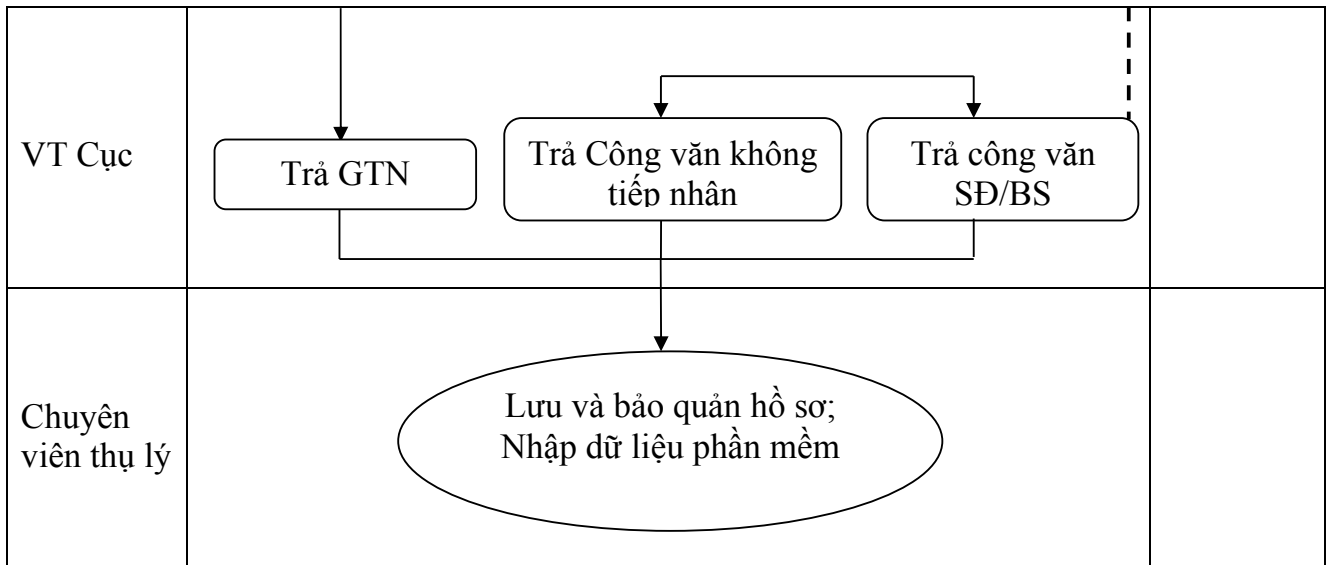 VT Cục
Trả GTN
Trả Công văn không
tiếp nhân
Trả công văn
SĐ/BS
Chuyên
viên thụ lý
Lưu và bảo quản hồ sơ;
Nhập dữ liệu phần mềm